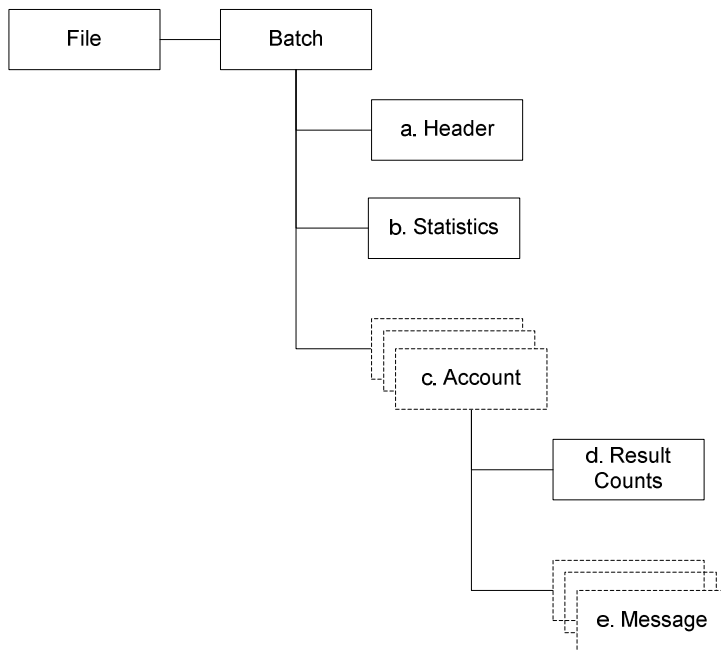 File
Batch
a. Header
b. Statistics
c. Account
d. Result
Counts
e. Message